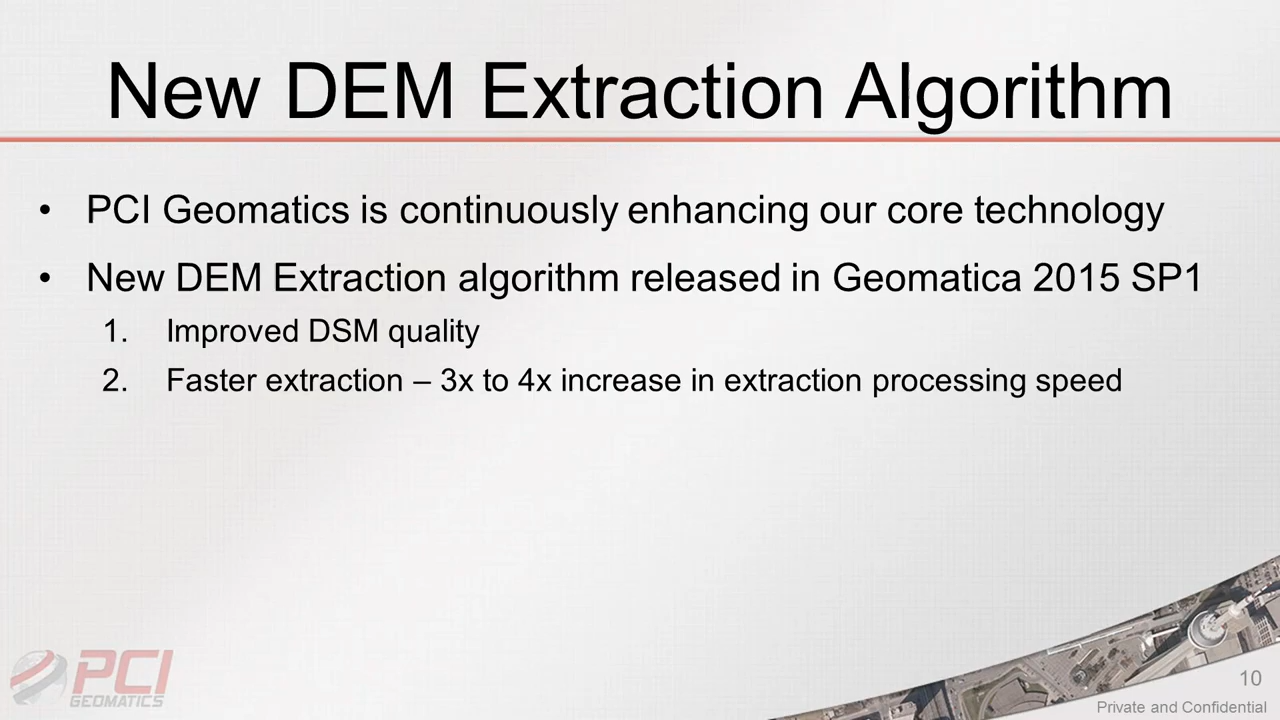 New DEM Extraction Algorithm
• PCI Geomatics is continuously enhancing our core technology
• New DEM Extraction algorithm released in Geomatica 2015 SP1
1. Improved DSM quality
2. Faster extraction – 3x to 4x increase in extraction processing speed
PCI
GEOMATICS
10
Private and Confidential